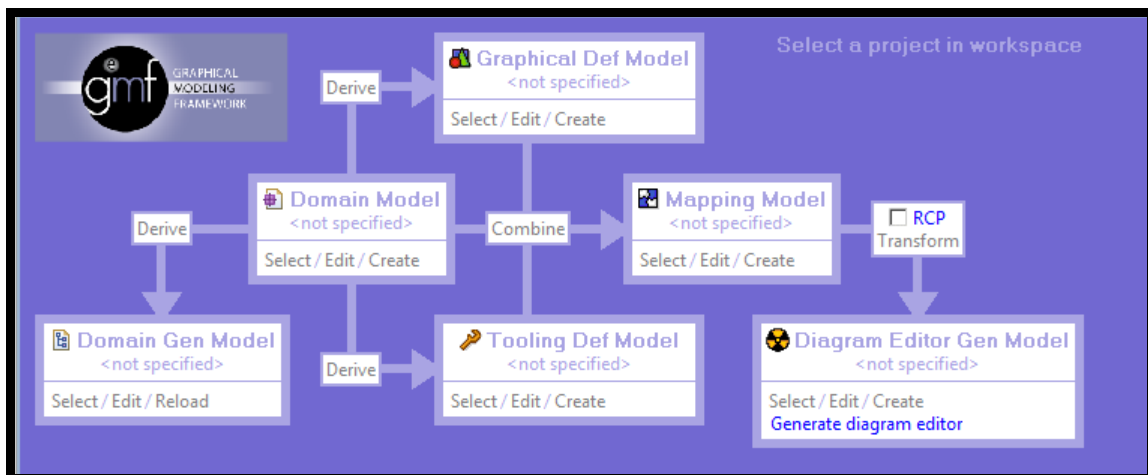 Select a project in workspace
e
gmf
GRAPHICAL
MODELING
FRAMEWORK
Derive
Graphical Def Model
<not specified>
Select / Edit / Create
Derive
Domain Model
<not specified>
Select / Edit / Create
Combine
Mapping Model
<not specified>
Select / Edit / Create
RCP
Transform
Domain Gen Model
<not specified>
Select / Edit / Reload
Derive
Tooling Def Model
<not specified>
Select / Edit / Create
Diagram Editor Gen Model
<not specified>
Select / Edit / Create
Generate diagram editor